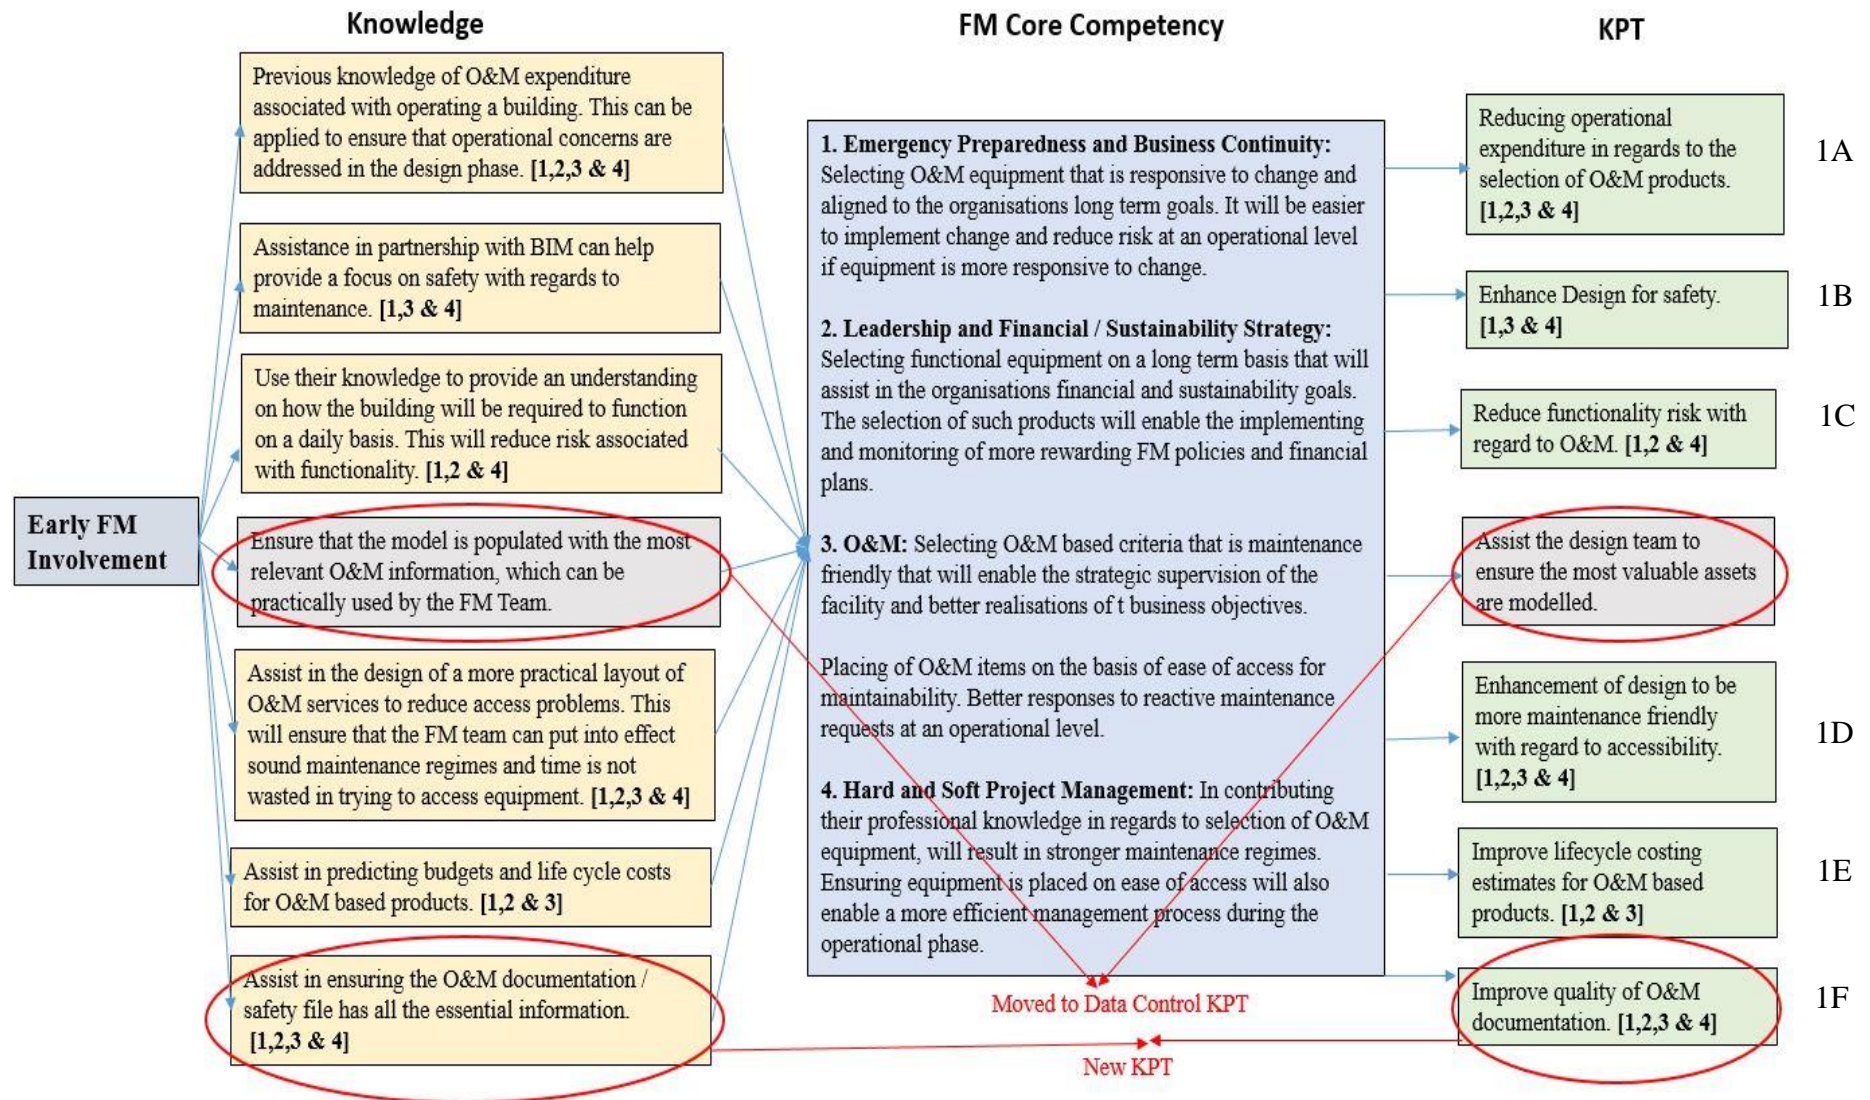 Knowledge
FM Core Competency
KPT
Early FM
Involvement
Previous knowledge of O&M expenditure
associated with operating a building. This can be
applied to ensure that operational concerns are
addressed in the design phase. [1,2,3 & 4]
Assistance in partnership with BIM can help
provide a focus on safety with regards to
maintenance. [1,3 & 4]
Use their knowledge to provide an understanding
on how the building will be required to function
on a daily basis. This will reduce risk associated
with functionality. [1,2 & 4]
Ensure that the model is populated with the most
relevant O&M information, which can be
practically used by the FM Team.
Assist in the design of a more practical layout of
O&M services to reduce access problems. This
will ensure that the FM team can put into effect
sound maintenance regimes and time is not
wasted in trying to access equipment. [1,2,3 & 4]
Assist in predicting budgets and life cycle costs
for O&M based products. [1,2 & 3]
Assist in ensuring the O&M documentation /
safety file has all the essential information.
[1,2,3 & 4]
1. Emergency Preparedness and Business Continuity:
Selecting O&M equipment that is responsive to change and
aligned to the organisations long term goals. It will be easier
to implement change and reduce risk at an operational level
if equipment is more responsive to change.
2. Leadership and Financial / Sustainability Strategy:
Selecting functional equipment on a long term basis that will
assist in the organisations financial and sustainability goals.
The selection of such products will enable the implementing
and monitoring of more rewarding FM policies and financial
plans.
3. O&M: Selecting O&M based criteria that is maintenance
friendly that will enable the strategic supervision of the
facility and better realisations of t business objectives.
Placing of O&M items on the basis of ease of access for
maintainability. Better responses to reactive maintenance
requests at an operational level.
4. Hard and Soft Project Management: In contributing
their professional knowledge in regards to selection of O&M
equipment, will result in stronger maintenance regimes.
Ensuring equipment is placed on ease of access will also
enable a more efficient management process during the
operational phase.
Moved to Data Control KPT
New KPT
Reducing operational
expenditure in regards to the
selection of O&M products.
[1,2,3 & 4]
1A
Enhance Design for safety.
[1,3 & 4]
1B
Reduce functionality risk with
regard to O&M. [1,2 & 4]
1C
Assist the design team to
ensure the most valuable assets
are modelled.
Enhancement of design to be
more maintenance friendly
with regard to accessibility.
[1,2,3 & 4]
1D
Improve lifecycle costing
estimates for O&M based
products. [1,2 & 3]
1E
Improve quality of O&M
documentation. [1,2,3 & 4]
1F